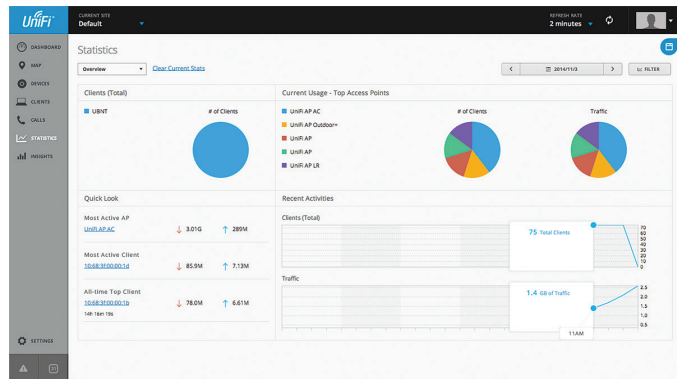 UniFi
CURRENT SITE
Default
REFRESH RATE
2 minutes
DASHBOARD
MAP
DEVICES
CLIENTS
CALLS
STATISTICS
INSIGHTS
SETTINGS
Statistics
Overview
Clear Current Stats
2014/11/3
FILTER
Clients (Total)
UBNT
# of Clients
Current Usage - Top Access Points
UniFi AP AC
UniFi AP Outdoor+
UniFi AP
UniFi AP
UniFi AP LR
# of Clients
Traffic
Quick Look
Most Active AP
UniFi AP AC
3.01G
289M
Most Active Client
10:68:3f:00:00:1d
85.9M
7.13M
All-time Top Client
10:68:3f:00:00:1b
78.0M
6.61M
14h 16m 19s
Recent Activities
Clients (Total)
75 Total Clients
70
60
50
40
30
20
10
0
Traffic
1.4 GB of Traffic
2.5
2.0
1.5
1.0
0.5
11AM